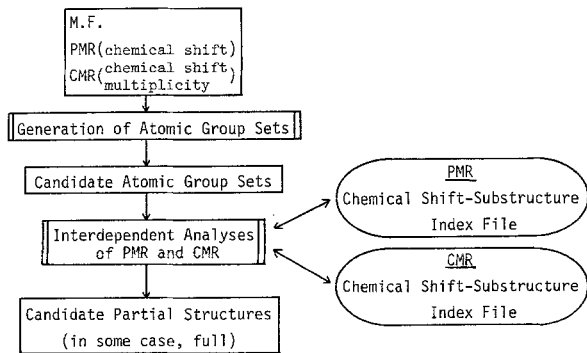 M.F.
PMR(chemical shift)
CMR(chemical shift
multiplicity)
Generation of Atomic Group Sets
Candidate Atomic Group Sets
Interdependent Analyses
of PMR and CMR
Candidate Partial Structures
(in some case, full)
PMR
Chemical Shift-Substructure
Index File
CMR
Chemical Shift-Substructure
Index File